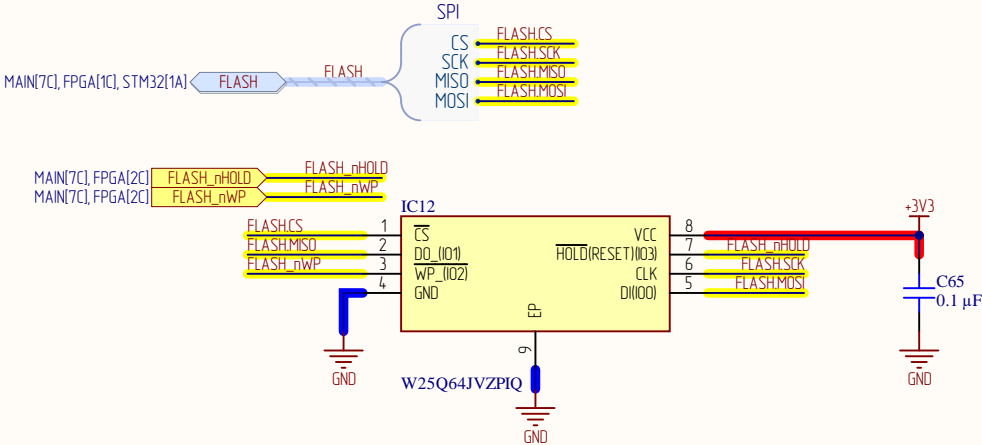 SPI
CS FLASH.CS
SCK FLASH.SCK
MAIN[7C], FPGA[1C], STM32[1A] FLASH FLASH MISO FLASH.MISO
MOSI FLASH.MOSI
MAIN[7C], FPGA[2C] FLASH_nHOLD FLASH_nHOLD
MAIN[7C], FPGA[2C] FLASH_nWP FLASH_nWP
IC12
+3V3
FLASH.CS 1 CS VCC 8
FLASH.MISO 2 DO_(IO1) HOLD(RESET)(IO3) 7 FLASH_nHOLD
FLASH_nWP 3 WP_(IO2) CLK 6 FLASH.SCK
4 GND DI(IO0) 5 FLASH.MOSI
C65
0.1 µF
EP
9
GND
W25Q64JVZPIQ
GND
GND